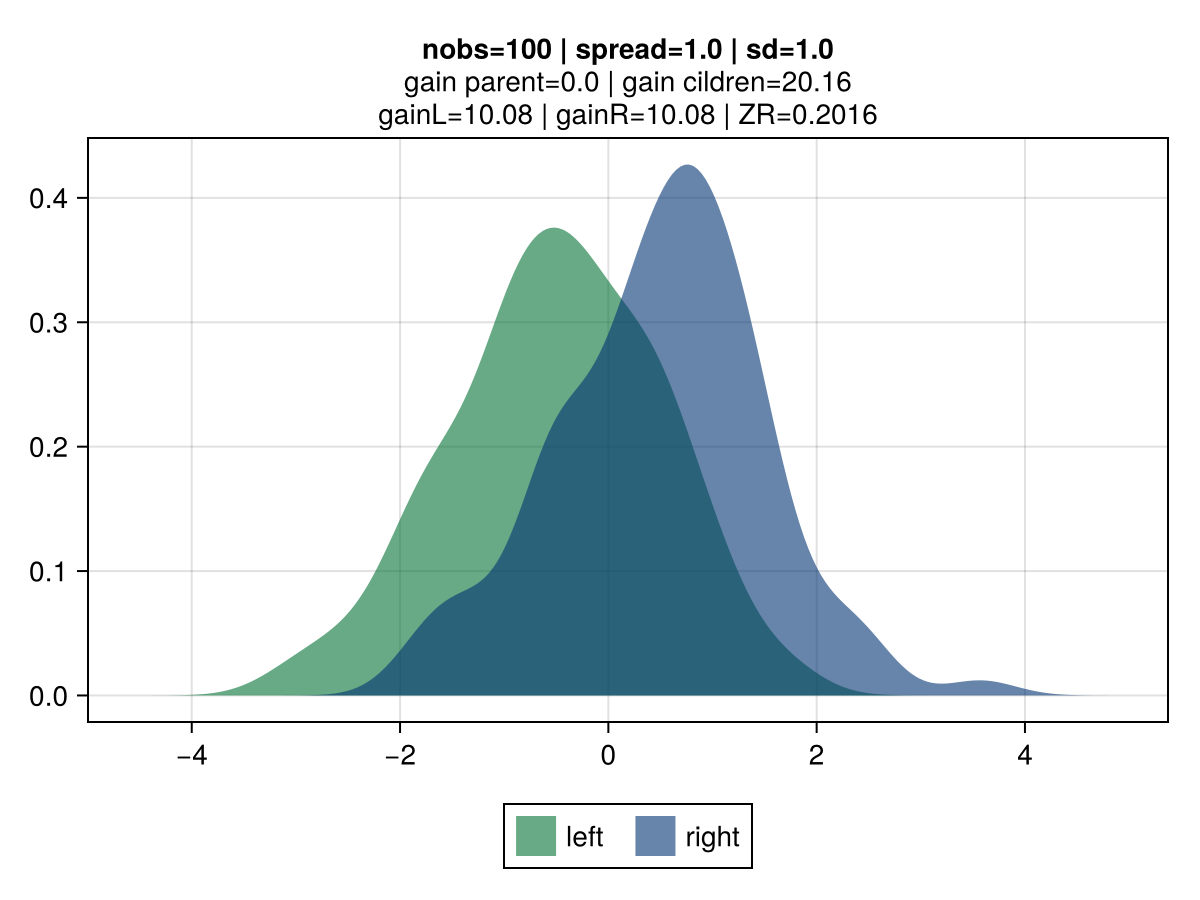 nobs=100 | spread=1.0 | sd=1.0
gain parent=0.0 | gain cildren=20.16
gainL=10.08 | gainR=10.08 | ZR=0.2016
0.4
0.3
0.2
0.1
0.0
−4 −2 0 2 4
left right